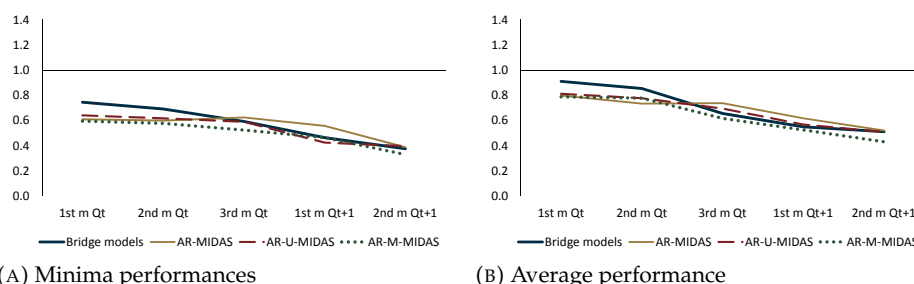 1.4
1.2
1.0
0.8
0.6
0.4
0.2
0.0
1st m Qt 2nd m Qt 3rd m Qt 1st m Qt+1 2nd m Qt+1
Bridge models AR-MIDAS AR-U-MIDAS AR-M-MIDAS
(A) Minima performances
1.4
1.2
1.0
0.8
0.6
0.4
0.2
0.0
1st m Qt 2nd m Qt 3rd m Qt 1st m Qt+1 2nd m Qt+1
Bridge models AR-MIDAS AR-U-MIDAS AR-M-MIDAS
(B) Average performance